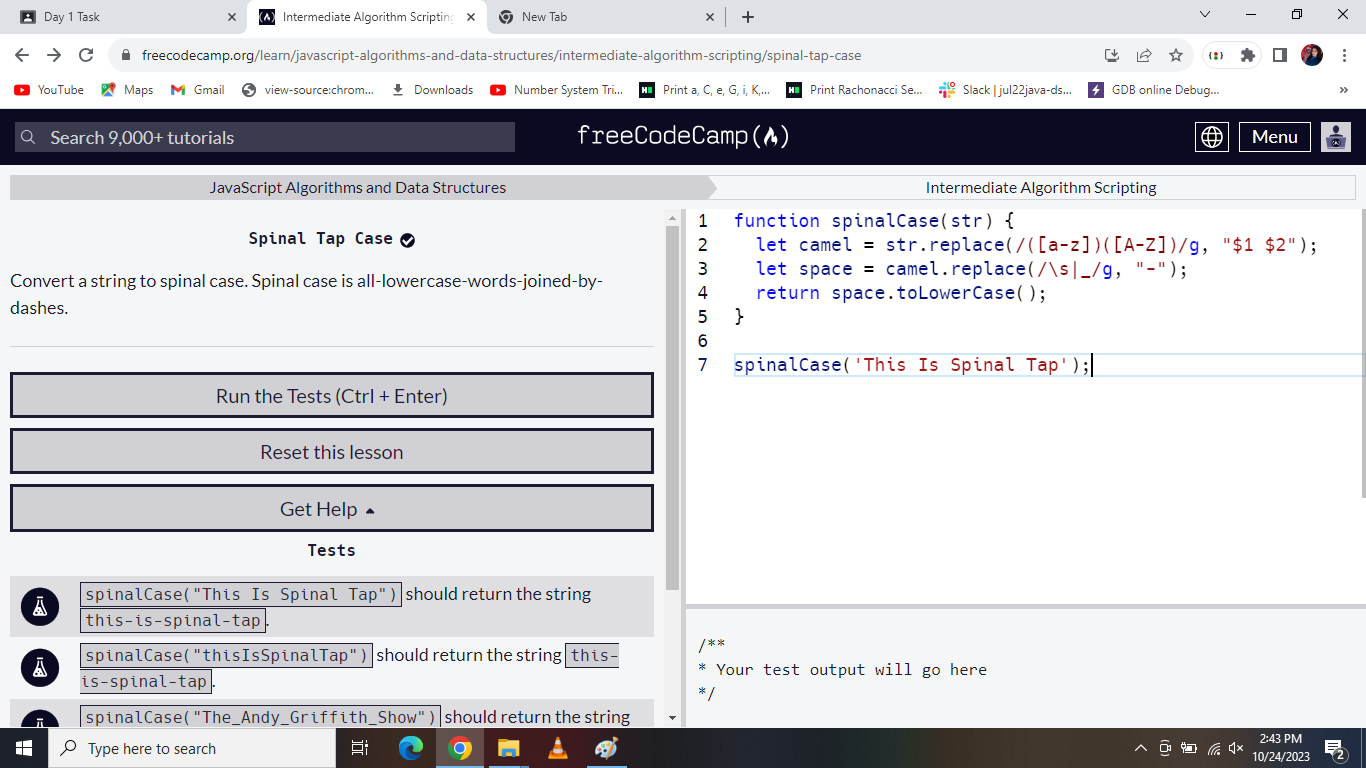 Day 1 Task
Intermediate Algorithm Scripting
New Tab
freecodecamp.org/learn/javascript-algorithms-and-data-structures/intermediate-algorithm-scripting/spinal-tap-case
YouTube Maps Gmail view-source:chrom... Downloads Number System Tri... Print a, C, e, G, i, K,... Print Rachonacci Se... Slack | jul22java-ds... GDB online Debug... »
Search 9,000+ tutorials
freeCodeCamp
Menu
JavaScript Algorithms and Data Structures
Intermediate Algorithm Scripting
Spinal Tap Case
Convert a string to spinal case. Spinal case is all-lowercase-words-joined-by-
dashes.
Run the Tests (Ctrl + Enter)
Reset this lesson
Get Help
Tests
spinalCase("This Is Spinal Tap") should return the string
this-is-spinal-tap.
spinalCase("thisIsSpinalTap") should return the string this-
is-spinal-tap.
spinalCase("The_Andy_Griffith_Show") should return the string
1 function spinalCase(str) {
2 let camel = str.replace(/([a-z])([A-Z])/g, "$1 $2");
3 let space = camel.replace(/\s|_/g, "-");
4 return space.toLowerCase();
5 }
6
7 spinalCase('This Is Spinal Tap');
/**
* Your test output will go here
*/
Type here to search
2:43 PM
10/24/2023
2